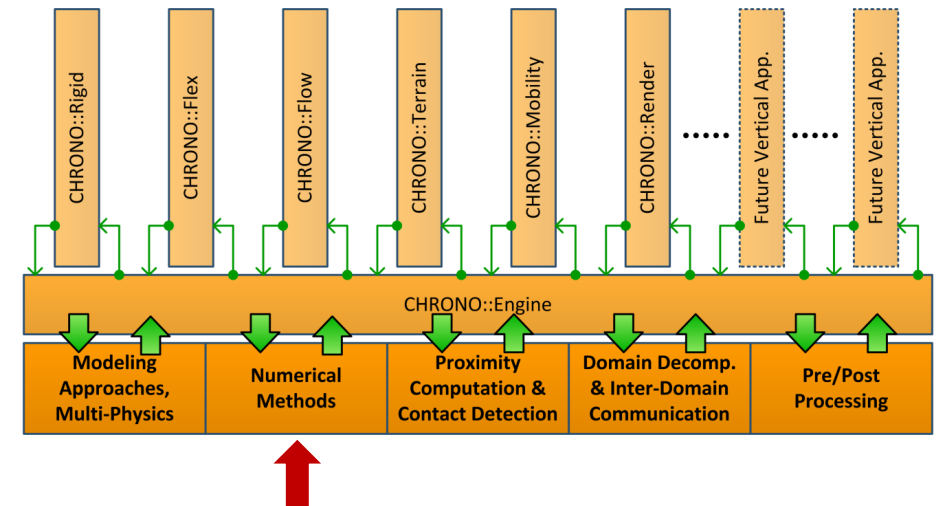 CHRONO::Rigid
CHRONO::Flex
CHRONO::Flow
CHRONO::Terrain
CHRONO::Mobility
CHRONO::Render
Future Vertical App.
Future Vertical App.
CHRONO::Engine
Modeling
Approaches,
Multi-Physics
Numerical
Methods
Proximity
Computation &
Contact Detection
Domain Decomp.
& Inter-Domain
Communication
Pre/Post
Processing